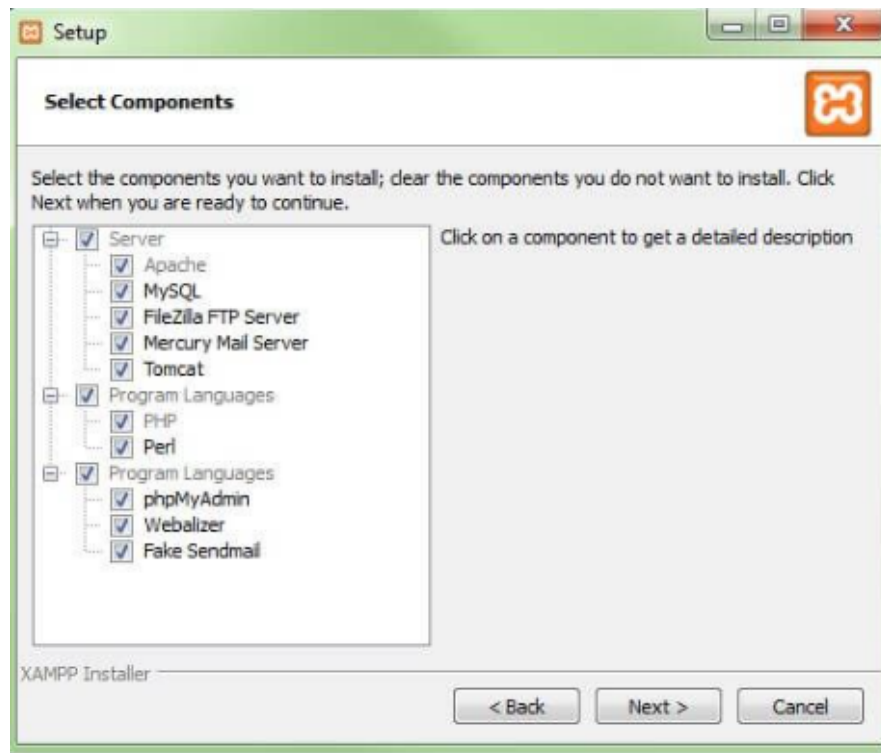 Setup
Select Components
Select the components you want to install; clear the components you do not want to install. Click
Next when you are ready to continue.
Server
Apache
MySQL
FileZilla FTP Server
Mercury Mail Server
Tomcat
Program Languages
PHP
Perl
Program Languages
phpMyAdmin
Webalizer
Fake Sendmail
Click on a component to get a detailed description
XAMPP Installer
< Back
Next >
Cancel